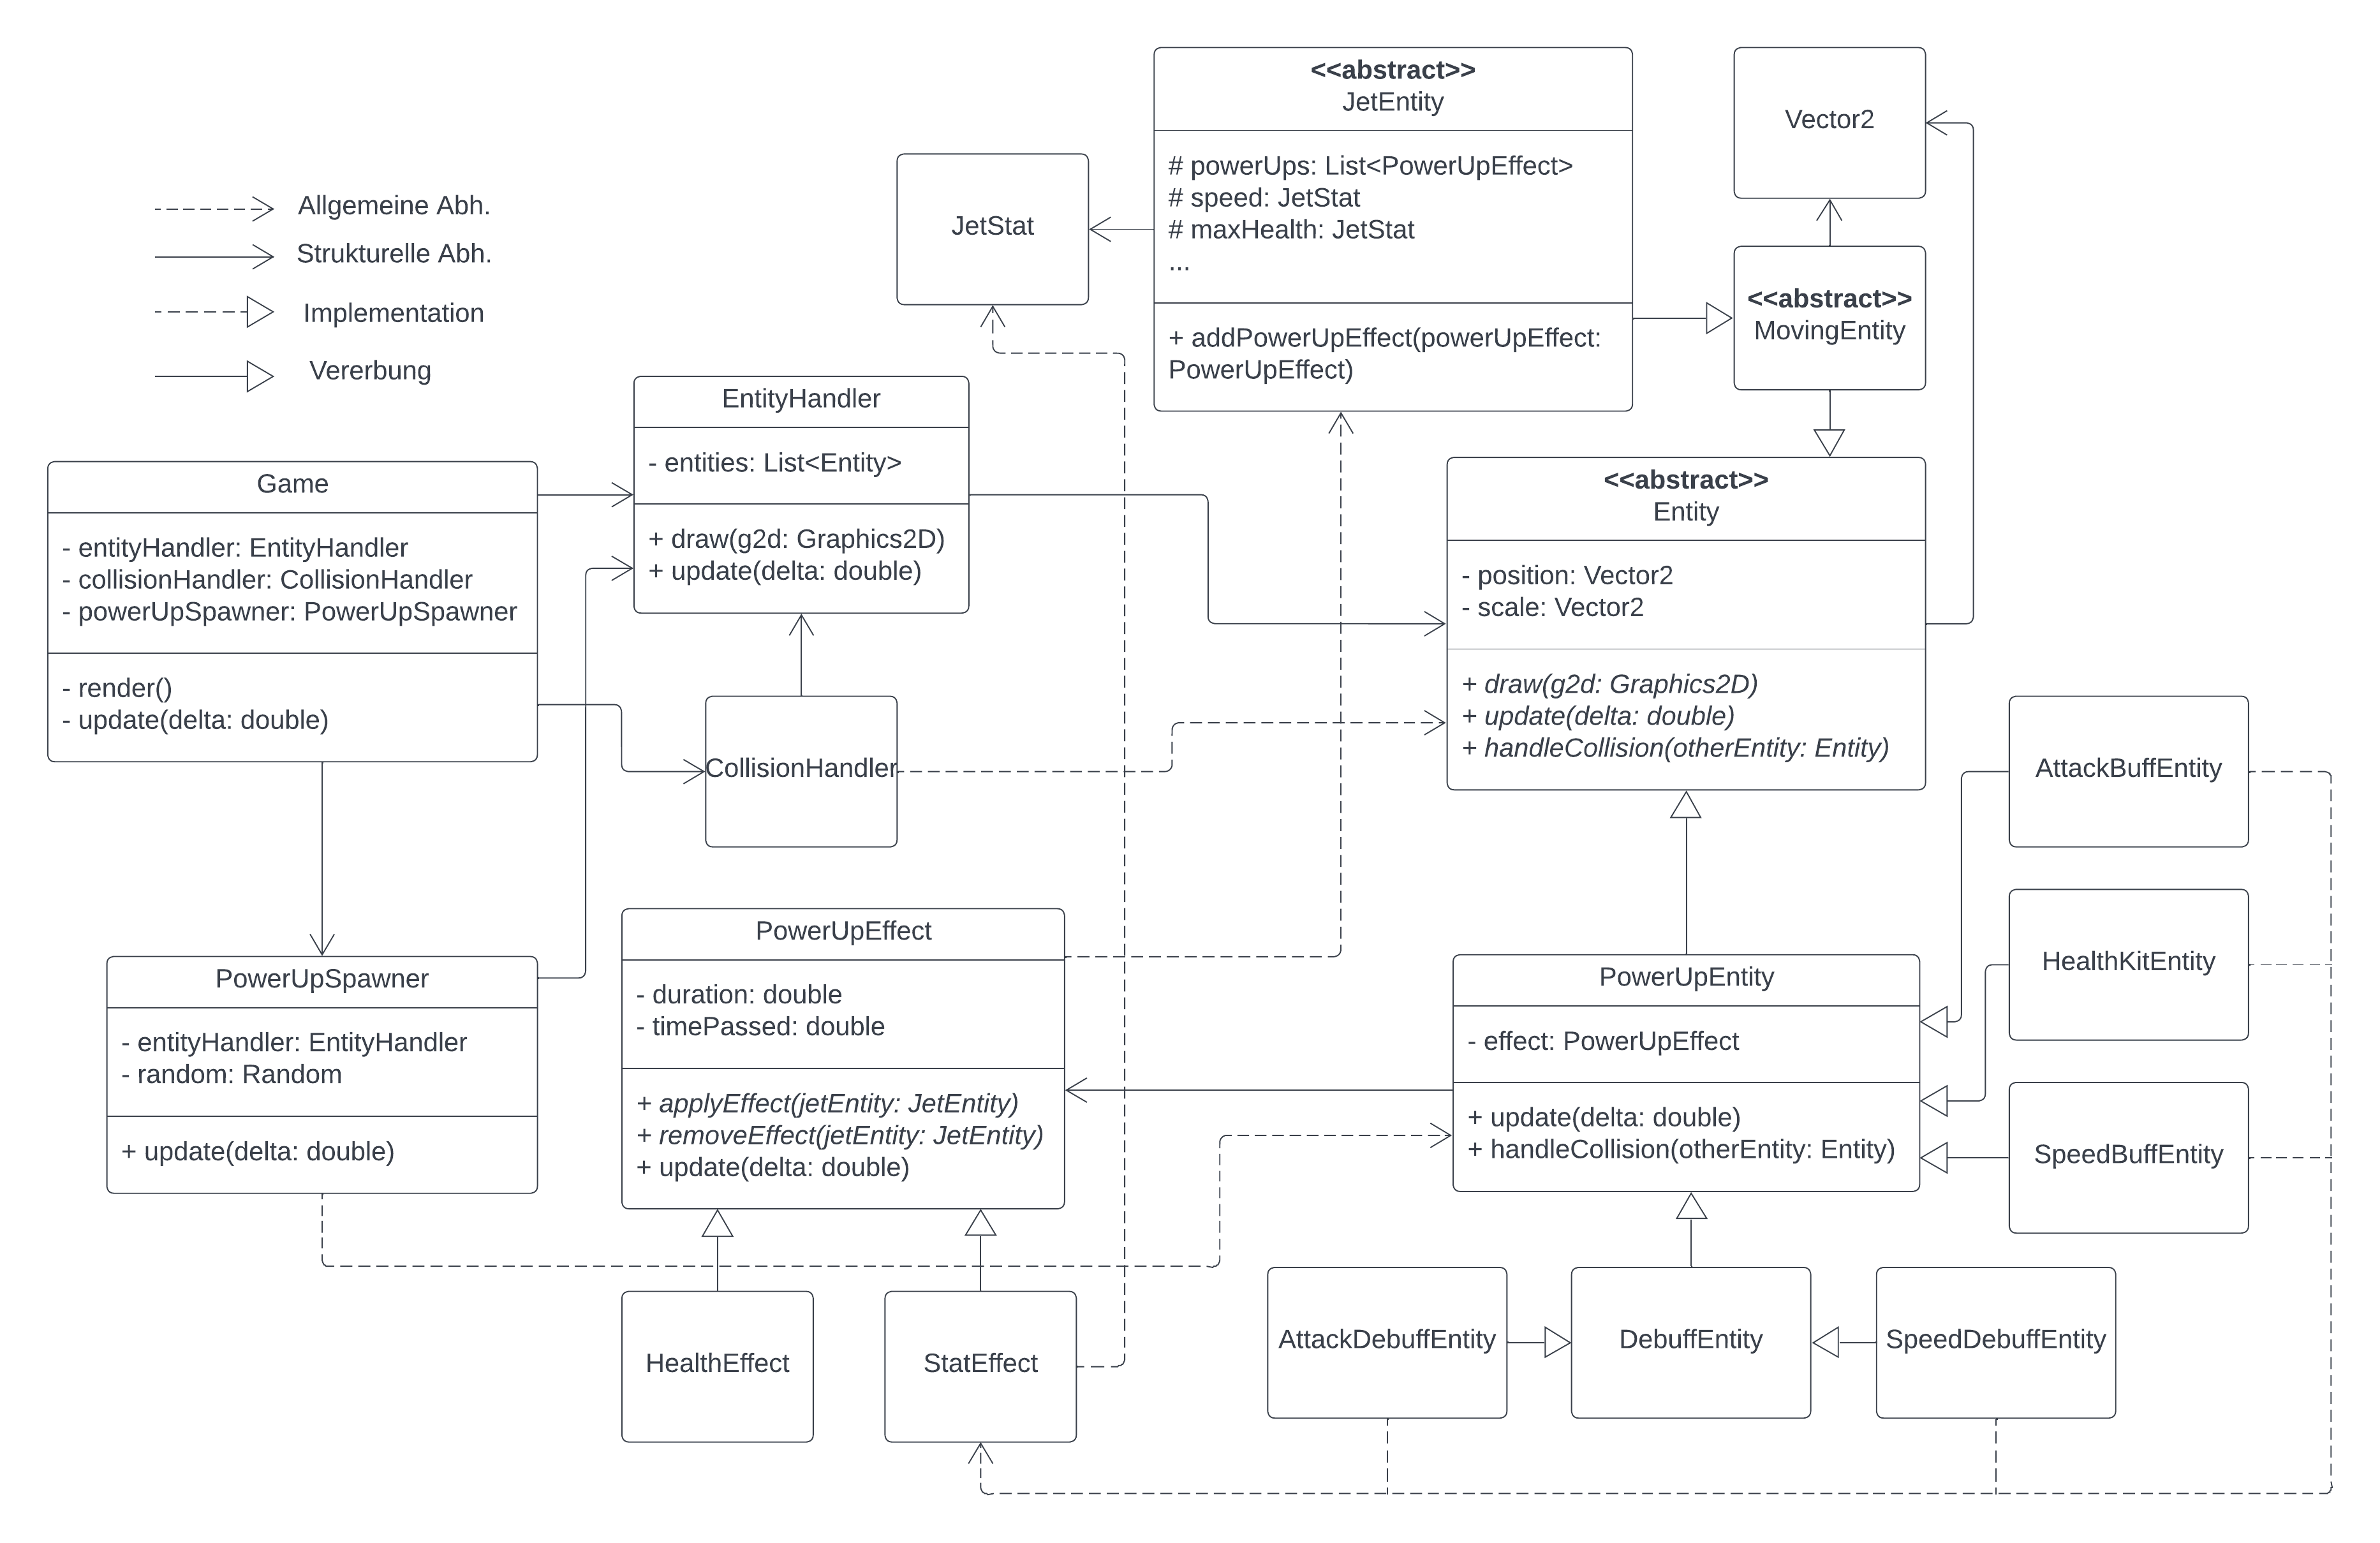 <<abstract>>
JetEntity
# powerUps: List<PowerUpEffect>
# speed: JetStat
# maxHealth: JetStat
...
+ addPowerUpEffect(powerUpEffect:
PowerUpEffect)
Vector2
JetStat
Allgemeine Abh.
Strukturelle Abh.
Implementation
Vererbung
<<abstract>>
MovingEntity
EntityHandler
- entities: List<Entity>
+ draw(g2d: Graphics2D)
+ update(delta: double)
Game
- entityHandler: EntityHandler
- collisionHandler: CollisionHandler
- powerUpSpawner: PowerUpSpawner
- render()
- update(delta: double)
<<abstract>>
Entity
- position: Vector2
- scale: Vector2
+ draw(g2d: Graphics2D)
+ update(delta: double)
+ handleCollision(otherEntity: Entity)
CollisionHandler
AttackBuffEntity
HealthKitEntity
SpeedBuffEntity
PowerUpSpawner
- entityHandler: EntityHandler
- random: Random
+ update(delta: double)
PowerUpEffect
- duration: double
- timePassed: double
+ applyEffect(jetEntity: JetEntity)
+ removeEffect(jetEntity: JetEntity)
+ update(delta: double)
PowerUpEntity
- effect: PowerUpEffect
+ update(delta: double)
+ handleCollision(otherEntity: Entity)
HealthEffect
StatEffect
AttackDebuffEntity
DebuffEntity
SpeedDebuffEntity